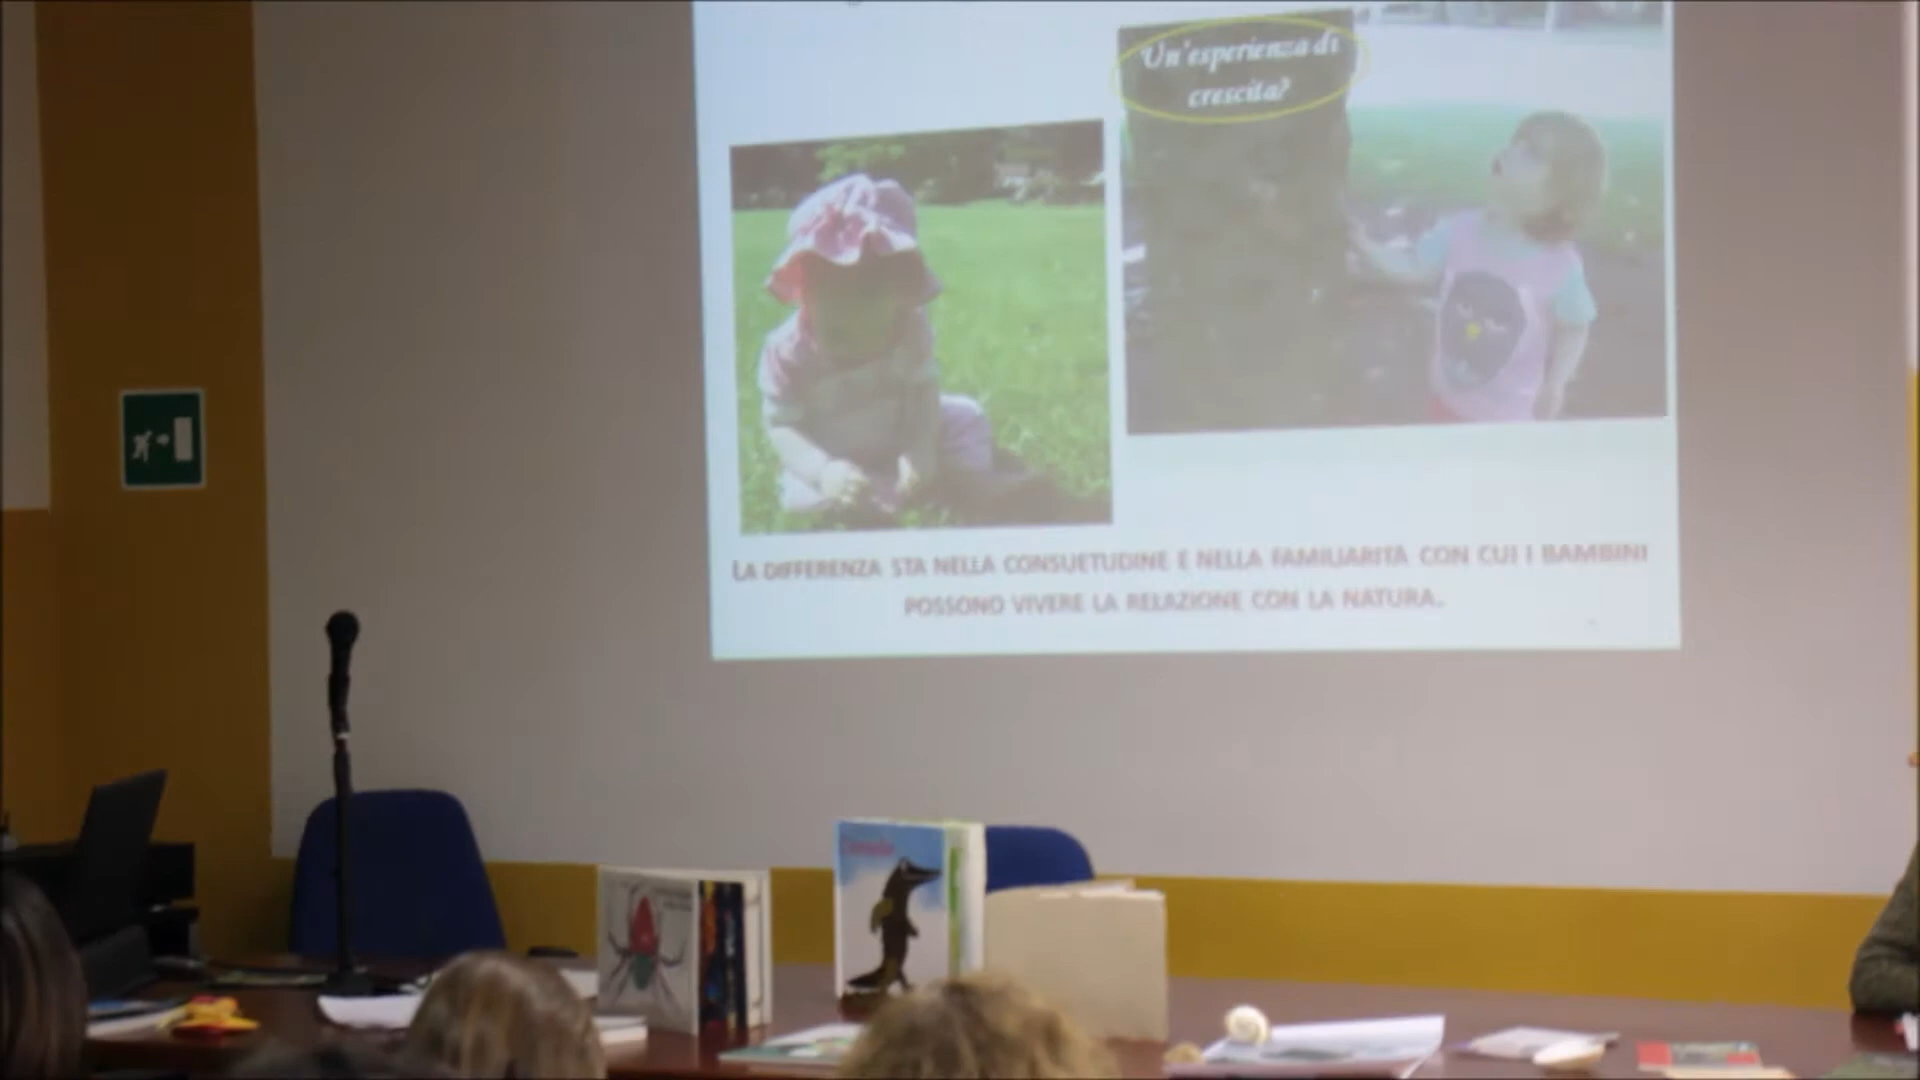 Un'esperienza di
crescita?
LA DIFFERENZA STA NELLA CONSUETUDINE E NELLA FAMILIARITÀ CON CUI I BAMBINI
POSSONO VIVERE LA RELAZIONE CON LA NATURA.